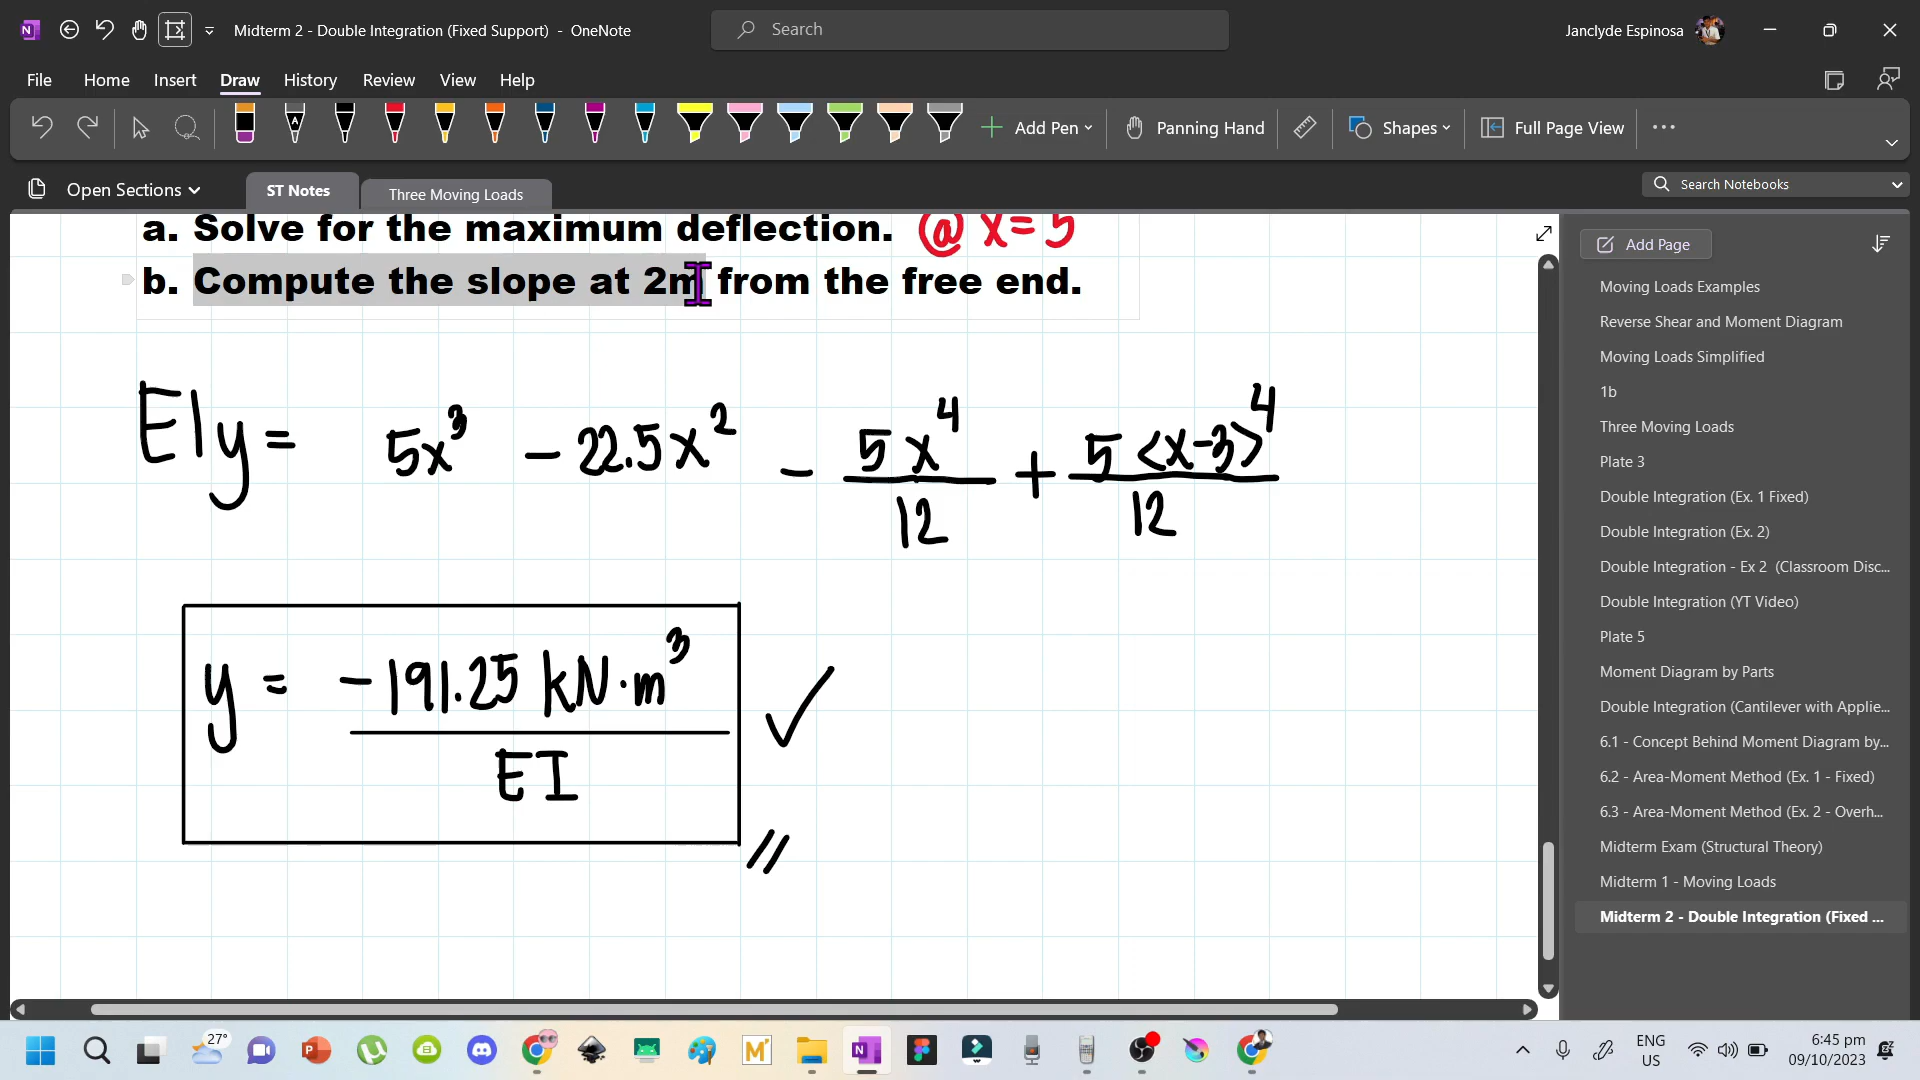 Midterm 2 - Double Integration (Fixed Support) - OneNote
Search
Janclyde Espinosa
File Home Insert Draw History Review View Help
Add Pen
Panning Hand
Shapes
Full Page View
Open Sections
ST Notes
Three Moving Loads
Search Notebooks
a. Solve for the maximum deflection. @ x=5
b. Compute the slope at 2m from the free end.
EIy = 5x³ - 22.5x² - 5x⁴/12 + 5<x-3>⁴/12
y = -191.25 kN·m³/EI
Add Page
Moving Loads Examples
Reverse Shear and Moment Diagram
Moving Loads Simplified
1b
Three Moving Loads
Plate 3
Double Integration (Ex. 1 Fixed)
Double Integration (Ex. 2)
Double Integration - Ex 2 (Classroom Disc...
Double Integration (YT Video)
Plate 5
Moment Diagram by Parts
Double Integration (Cantilever with Applie...
6.1 - Concept Behind Moment Diagram by...
6.2 - Area-Moment Method (Ex. 1 - Fixed)
6.3 - Area-Moment Method (Ex. 2 - Overh...
Midterm Exam (Structural Theory)
Midterm 1 - Moving Loads
Midterm 2 - Double Integration (Fixed ...
27°
ENG
US
6:45 pm
09/10/2023